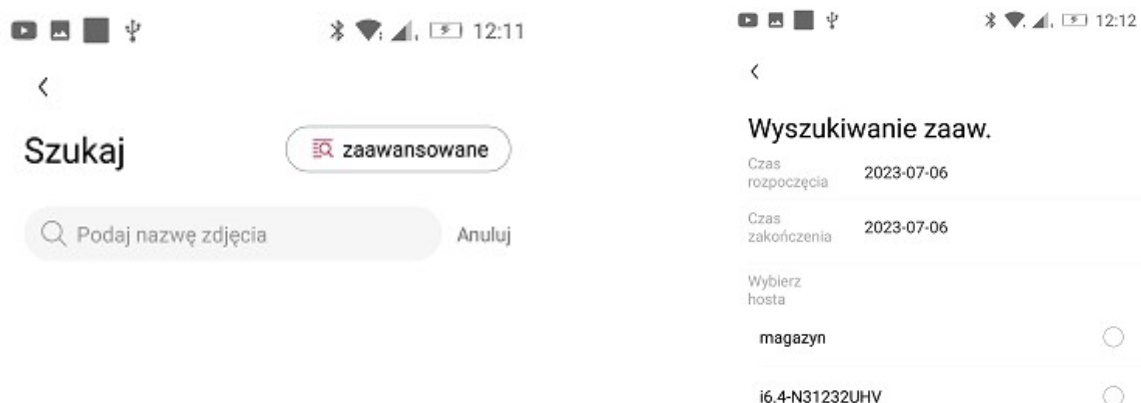 12:11
Szukaj
zaawansowane
Podaj nazwę zdjęcia
Anuluj
12:12
Wyszukiwanie zaaw.
Czas
rozpoczęcia
2023-07-06
Czas
zakończenia
2023-07-06
Wybierz
hosta
magazyn
i6.4-N31232UHV